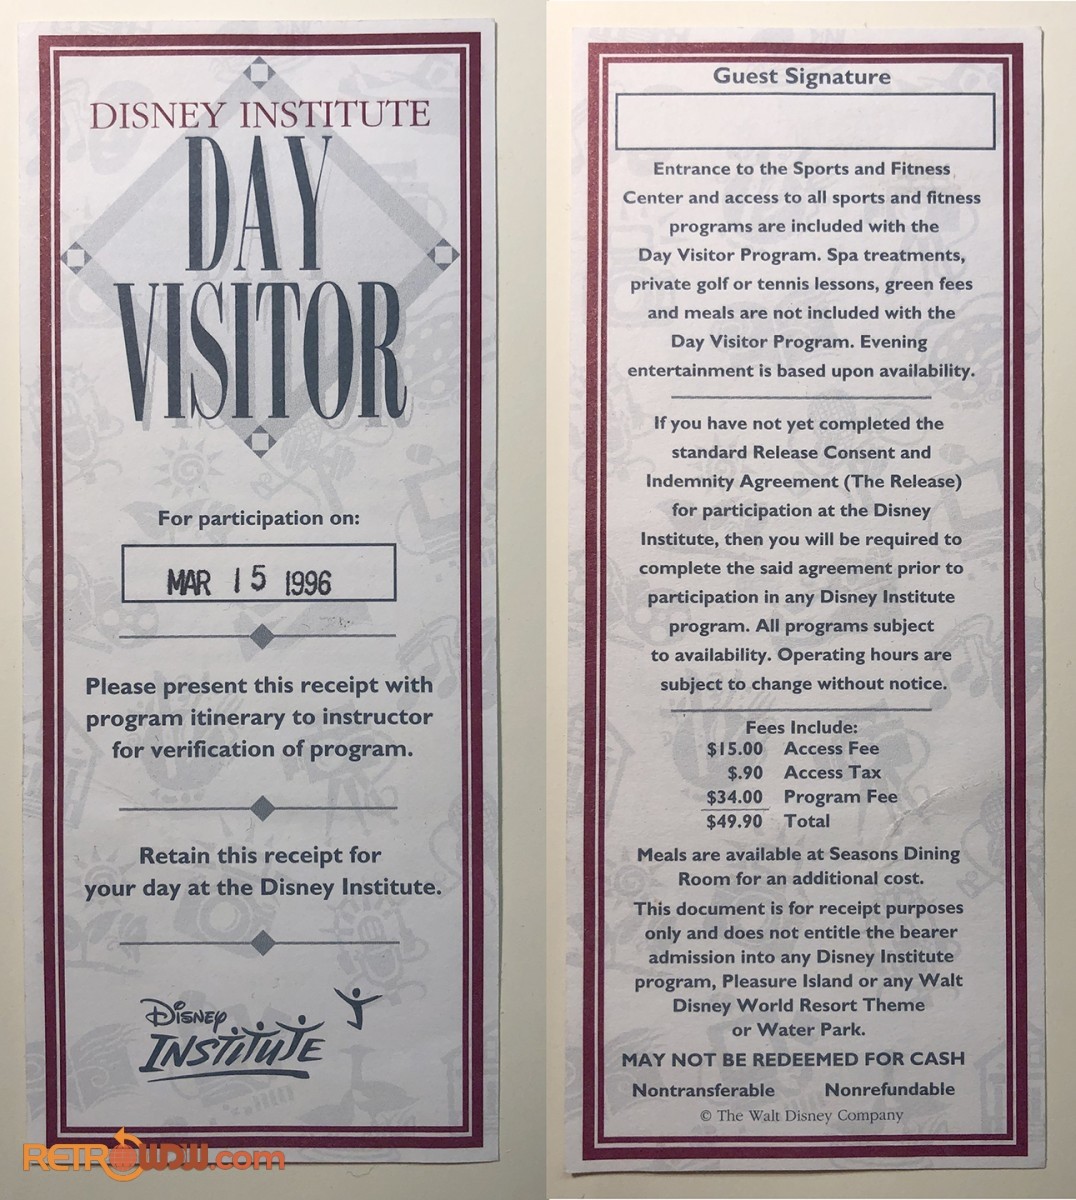 DISNEY INSTITUTE
DAY
VISITOR
For participation on:
MAR 15 1996
Please present this receipt with
program itinerary to instructor
for verification of program.
Retain this receipt for
your day at the Disney Institute.
Disney
INSTITUTE
RETROWDW.com
Guest Signature
Entrance to the Sports and Fitness
Center and access to all sports and fitness
programs are included with the
Day Visitor Program. Spa treatments,
private golf or tennis lessons, green fees
and meals are not included with the
Day Visitor Program. Evening
entertainment is based upon availability.
If you have not yet completed the
standard Release Consent and
Indemnity Agreement (The Release)
for participation at the Disney
Institute, then you will be required to
complete the said agreement prior to
participation in any Disney Institute
program. All programs subject
to availability. Operating hours are
subject to change without notice.
Fees Include:
$15.00 Access Fee
$.90 Access Tax
$34.00 Program Fee
$49.90 Total
Meals are available at Seasons Dining
Room for an additional cost.
This document is for receipt purposes
only and does not entitle the bearer
admission into any Disney Institute
program, Pleasure Island or any Walt
Disney World Resort Theme
or Water Park.
MAY NOT BE REDEEMED FOR CASH
Nontransferable Nonrefundable
© The Walt Disney Company